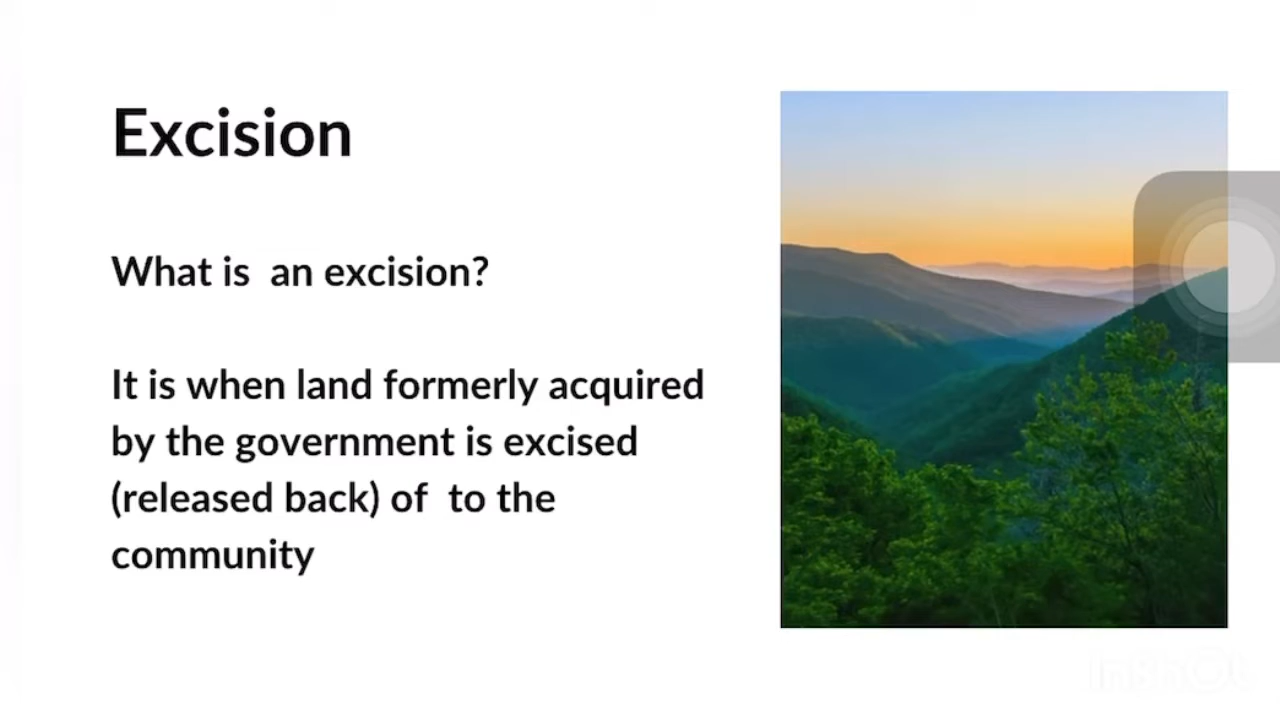 Excision
What is an excision?
It is when land formerly acquired
by the government is excised
(released back) of to the
community
InShOt